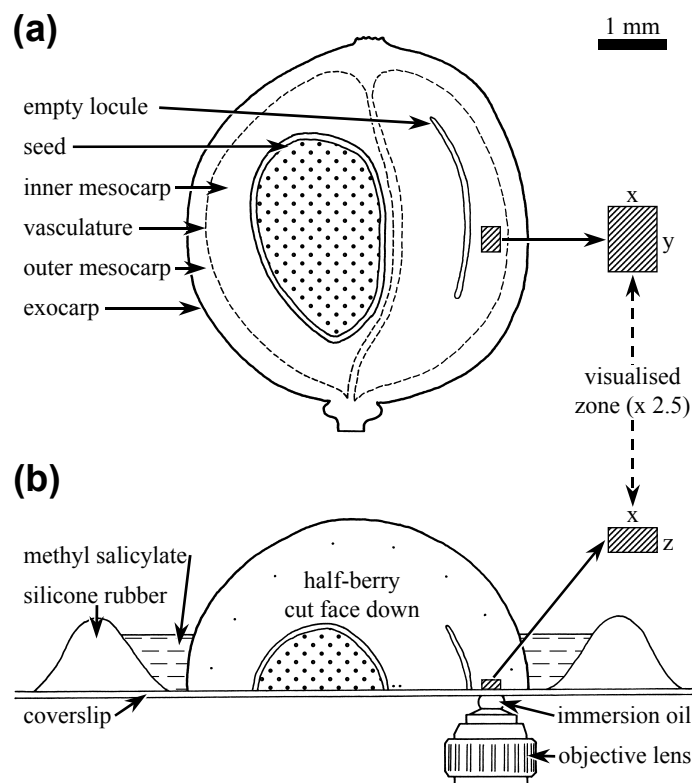 (a)
1 mm
empty locule
seed
inner mesocarp
vasculature
outer mesocarp
exocarp
x
y
visualised
zone (x 2.5)
(b)
x
z
methyl salicylate
silicone rubber
half-berry
cut face down
coverslip
immersion oil
objective lens